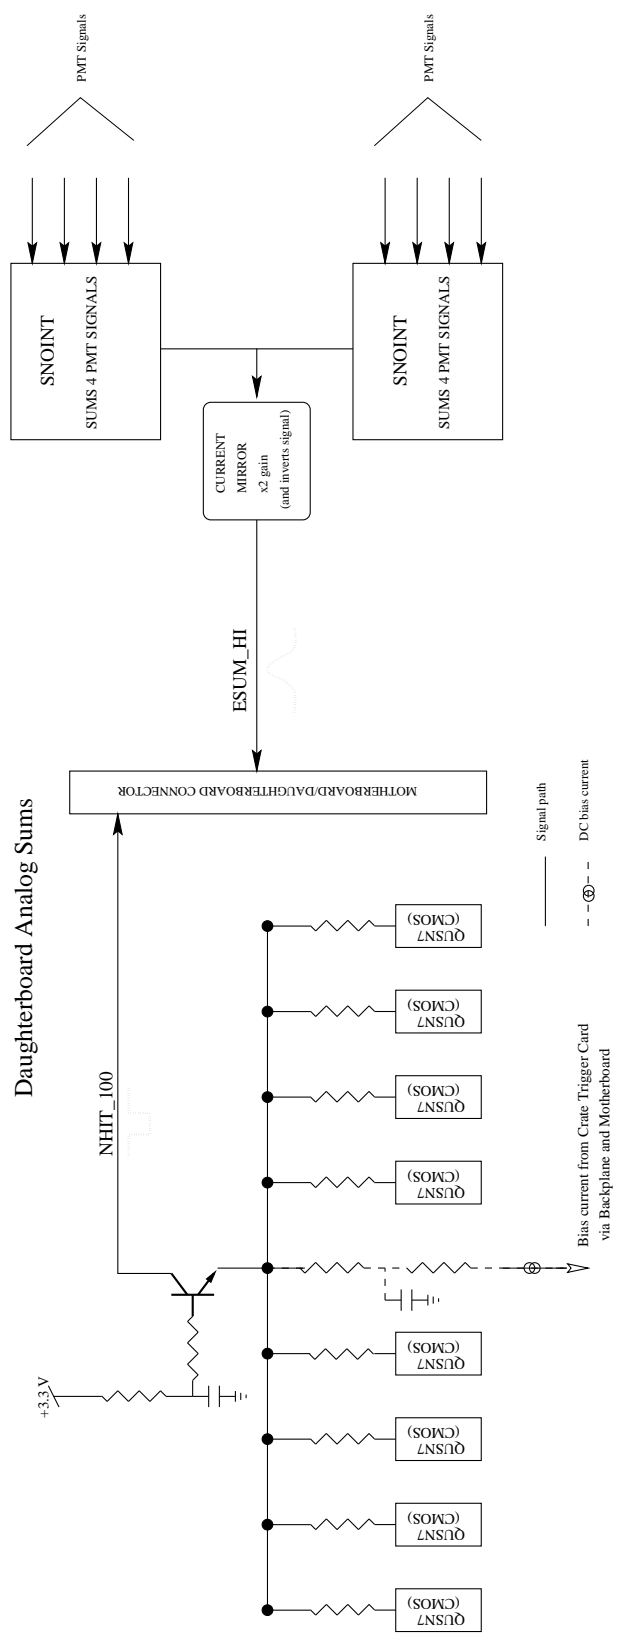 Daughterboard Analog Sums
PMT Signals
PMT Signals
SNOINT
SUMS 4 PMT SIGNALS
SNOINT
SUMS 4 PMT SIGNALS
CURRENT
MIRROR
x2 gain
(and inverts signal)
ESUM_HI
MOTHERBOARD/DAUGHTERBOARD CONNECTOR
NHIT_100
+3.3 V
QUSN7
(CMOS)
QUSN7
(CMOS)
QUSN7
(CMOS)
QUSN7
(CMOS)
QUSN7
(CMOS)
QUSN7
(CMOS)
QUSN7
(CMOS)
QUSN7
(CMOS)
Signal path
DC bias current
Bias current from Crate Trigger Card
via Backplane and Motherboard